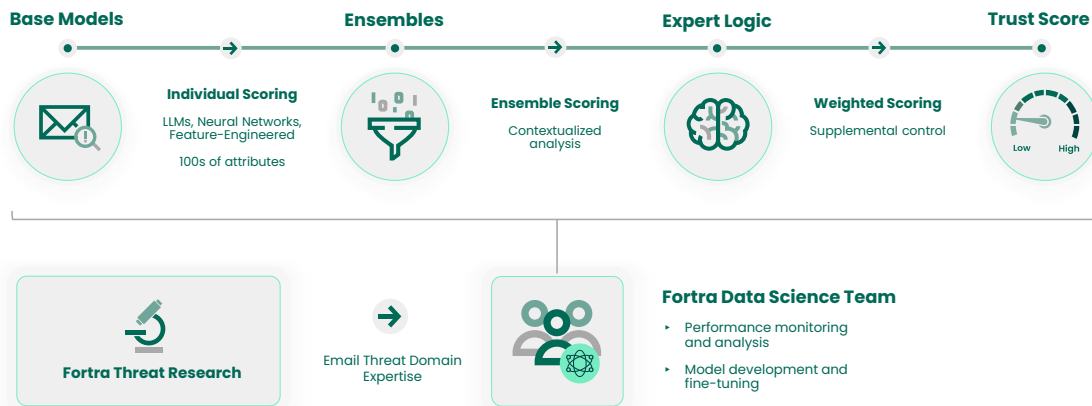 Base Models
Ensembles
Expert Logic
Trust Score
Individual Scoring
LLMs, Neural Networks,
Feature-Engineered
100s of attributes
Ensemble Scoring
Contextualized
analysis
Weighted Scoring
Supplemental control
Low
High
Fortra Threat Research
Email Threat Domain
Expertise
Fortra Data Science Team
‣ Performance monitoring
and analysis
‣ Model development and
fine-tuning